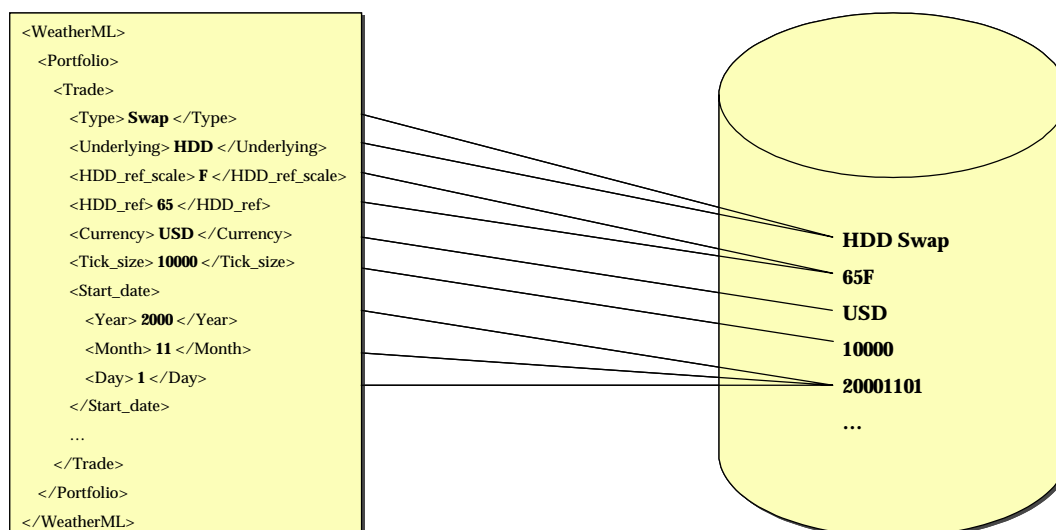 <WeatherML>
<Portfolio>
<Trade>
<Type> Swap </Type>
<Underlying> HDD </Underlying>
<HDD_ref_scale> F </HDD_ref_scale>
<HDD_ref> 65 </HDD_ref>
<Currency> USD </Currency>
<Tick_size> 10000 </Tick_size>
<Start_date>
<Year> 2000 </Year>
<Month> 11 </Month>
<Day> 1 </Day>
</Start_date>
…
</Trade>
</Portfolio>
</WeatherML>
HDD Swap
65F
USD
10000
20001101
…